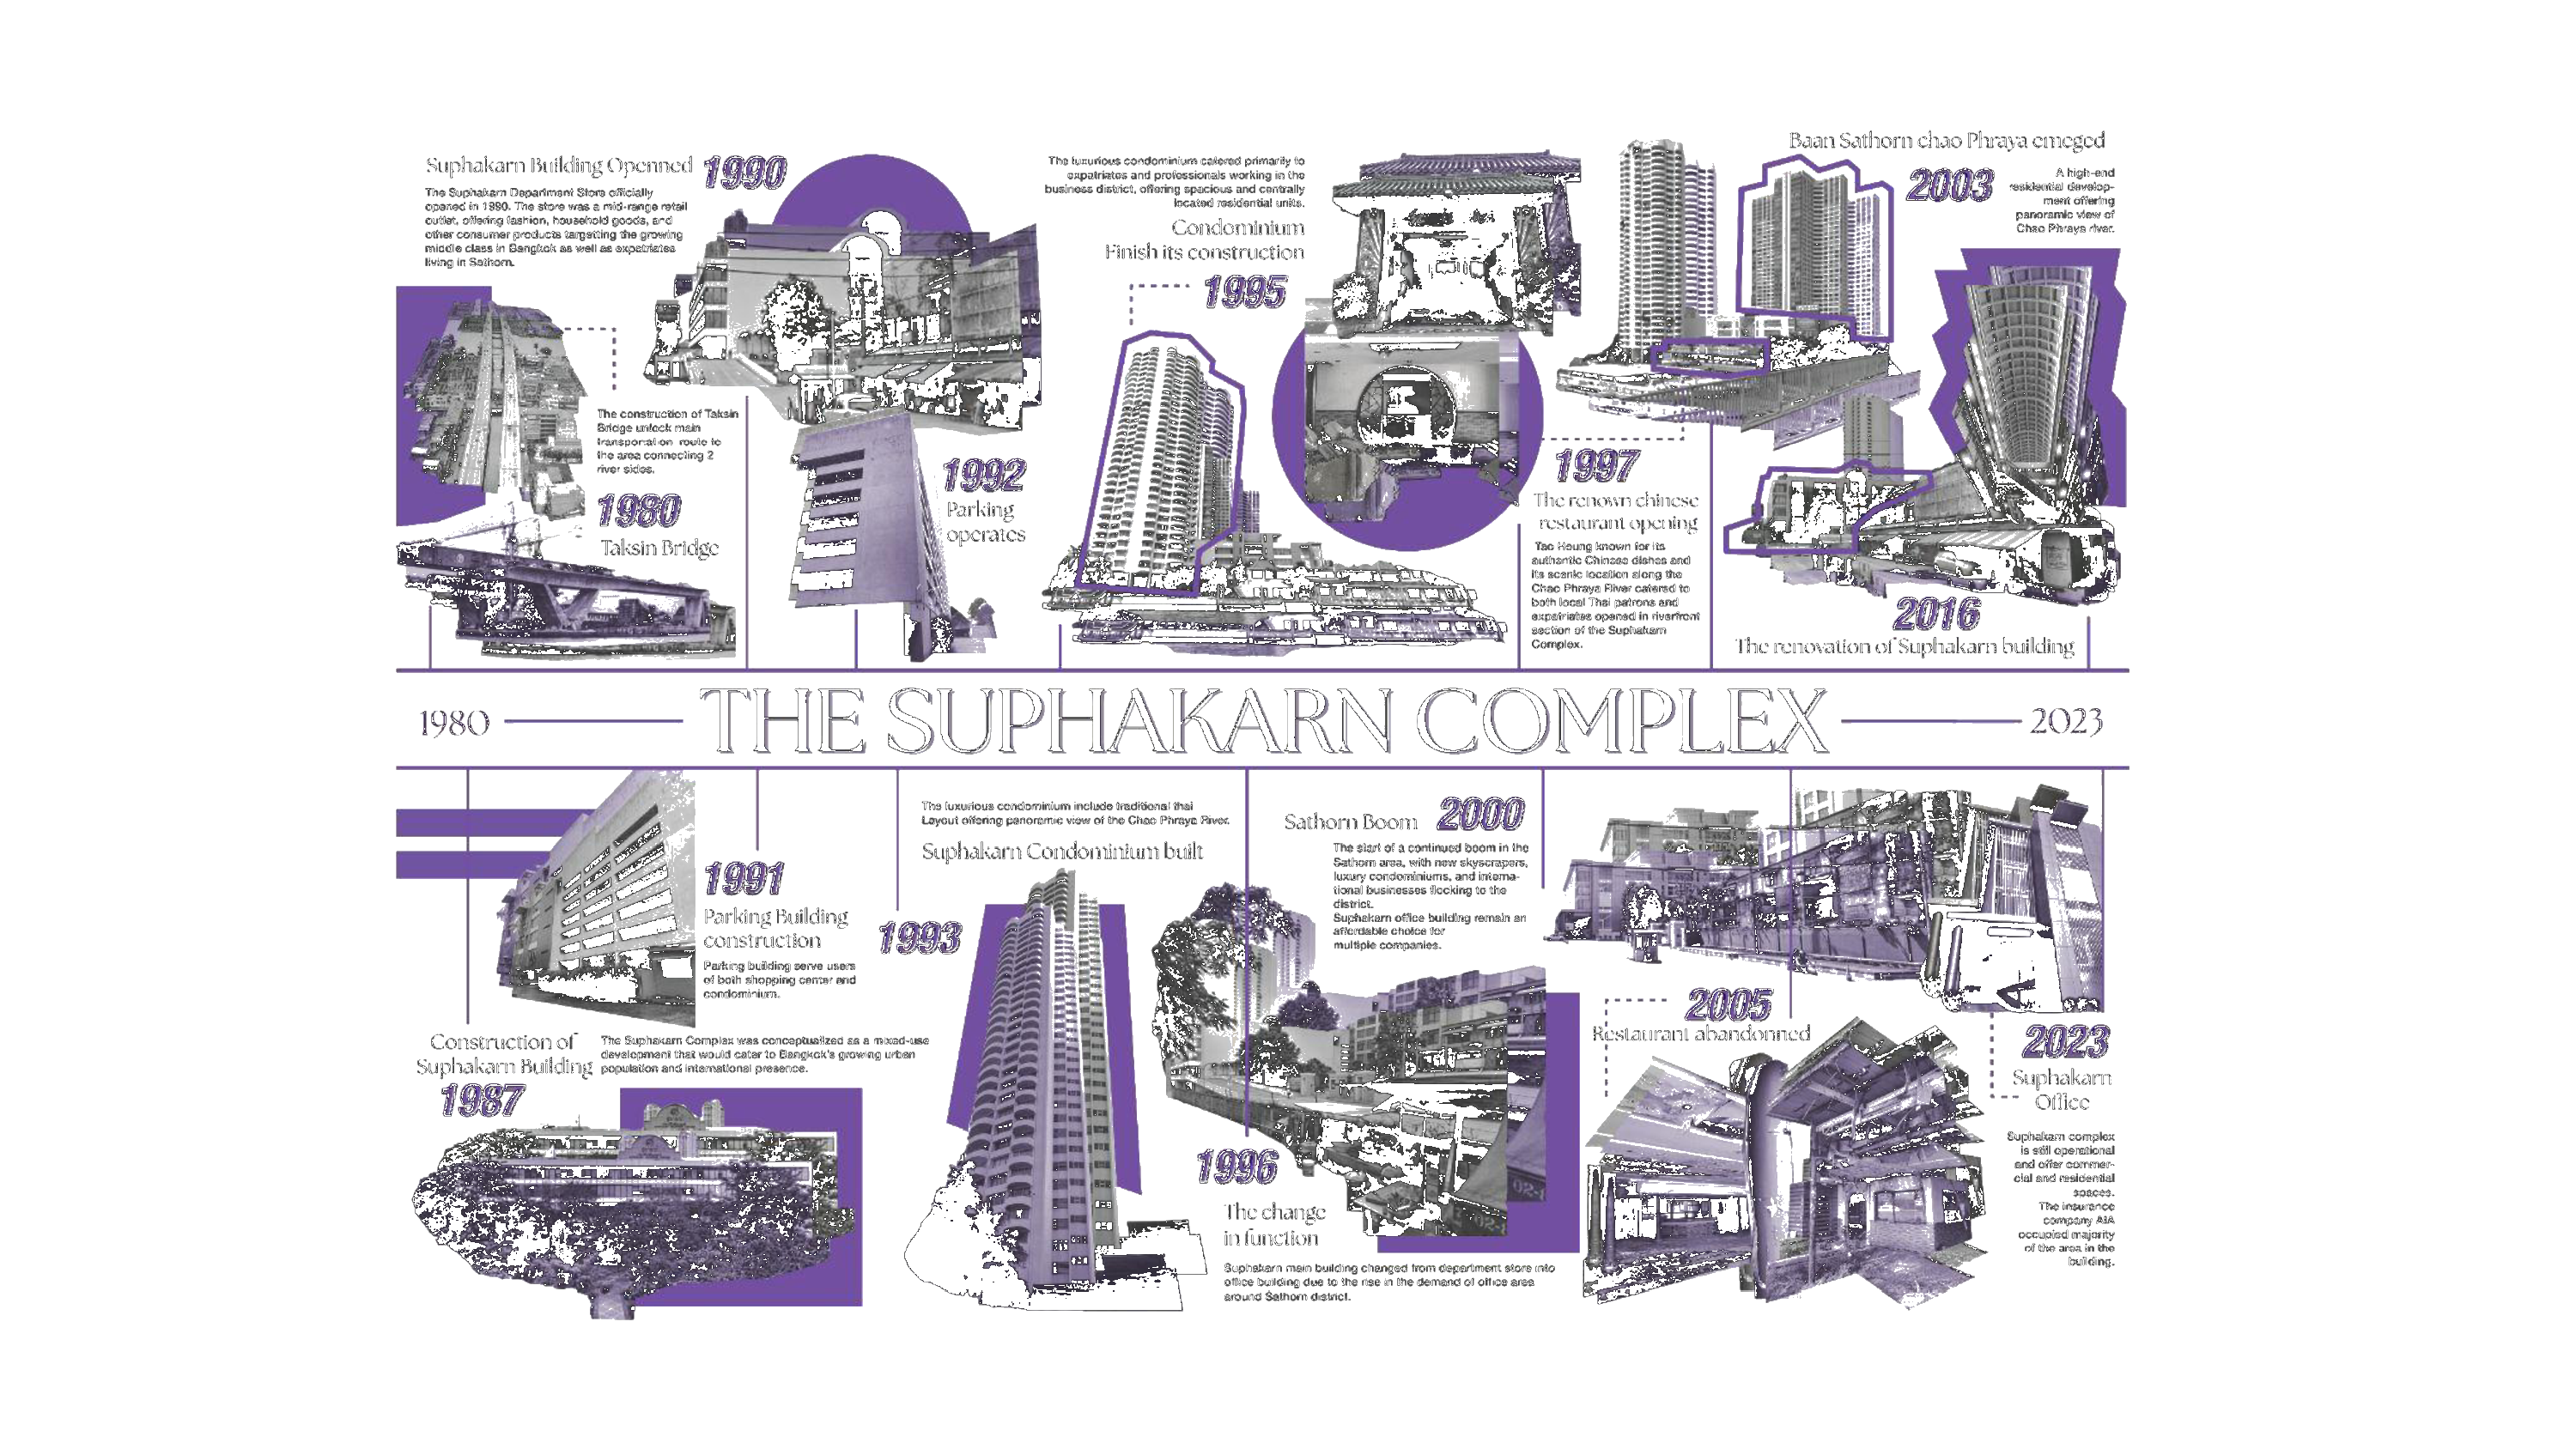 Suphakarn Building Openned
1990
The Suphakarn Department Store officially
opened in 1990. The store was a mid-range retail
outlet, offering fashion, household goods, and
other consumer products targetting the growing
middle class in Bangkok as well as expatriates
living in Sathorn.
The construction of Taksin
Bridge unlock main
transportation route to
the area connecting 2
river sides.
1980
Taksin Bridge
1992
Parking
operates
The luxurious condominium catered primarily to
expatriates and professionals working in the
business district, offering spacious and centrally
located residential units.
Condominium
Finish its construction
1995
1997
The renown chinese
restaurant opening
Tao Heung known for its
authentic Chinese dishes and
its scenic location along the
Chao Phraya River catered to
both local Thai patrons and
expatriates opened in riverfront
section of the Suphakarn
Complex.
Baan Sathorn chao Phraya emeged
2003
A high-end
residential develop-
ment offering
panoramic view of
Chao Phraya river.
2016
The renovation of Suphakarn building
1980
THE SUPHAKARN COMPLEX
2023
1991
Parking Building
construction
Parking building serve users
of both shopping center and
condominium.
Construction of
Suphakarn Building
1987
The Suphakarn Complex was conceptualized as a mixed-use
development that would cater to Bangkok's growing urban
population and international presence.
The luxurious condominium include traditional thai
Layout offering panoramic view of the Chao Phraya River.
Suphakarn Condominium built
1993
1996
The change
in function
Suphakarn main building changed from department store into
office building due to the rise in the demand of office area
around Sathorn district.
Sathorn Boom
2000
The start of a continued boom in the
Sathorn area, with new skyscrapers,
luxury condominiums, and interna-
tional businesses flocking to the
district.
Suphakarn office building remain an
affordable choice for
multiple companies.
2005
Restaurant abandonned
2023
Suphakarn
Office
Suphakarn complex
is still operational
and offer commer-
cial and residential
spaces.
The insurance
company AIA
occupied majority
of the area in the
building.